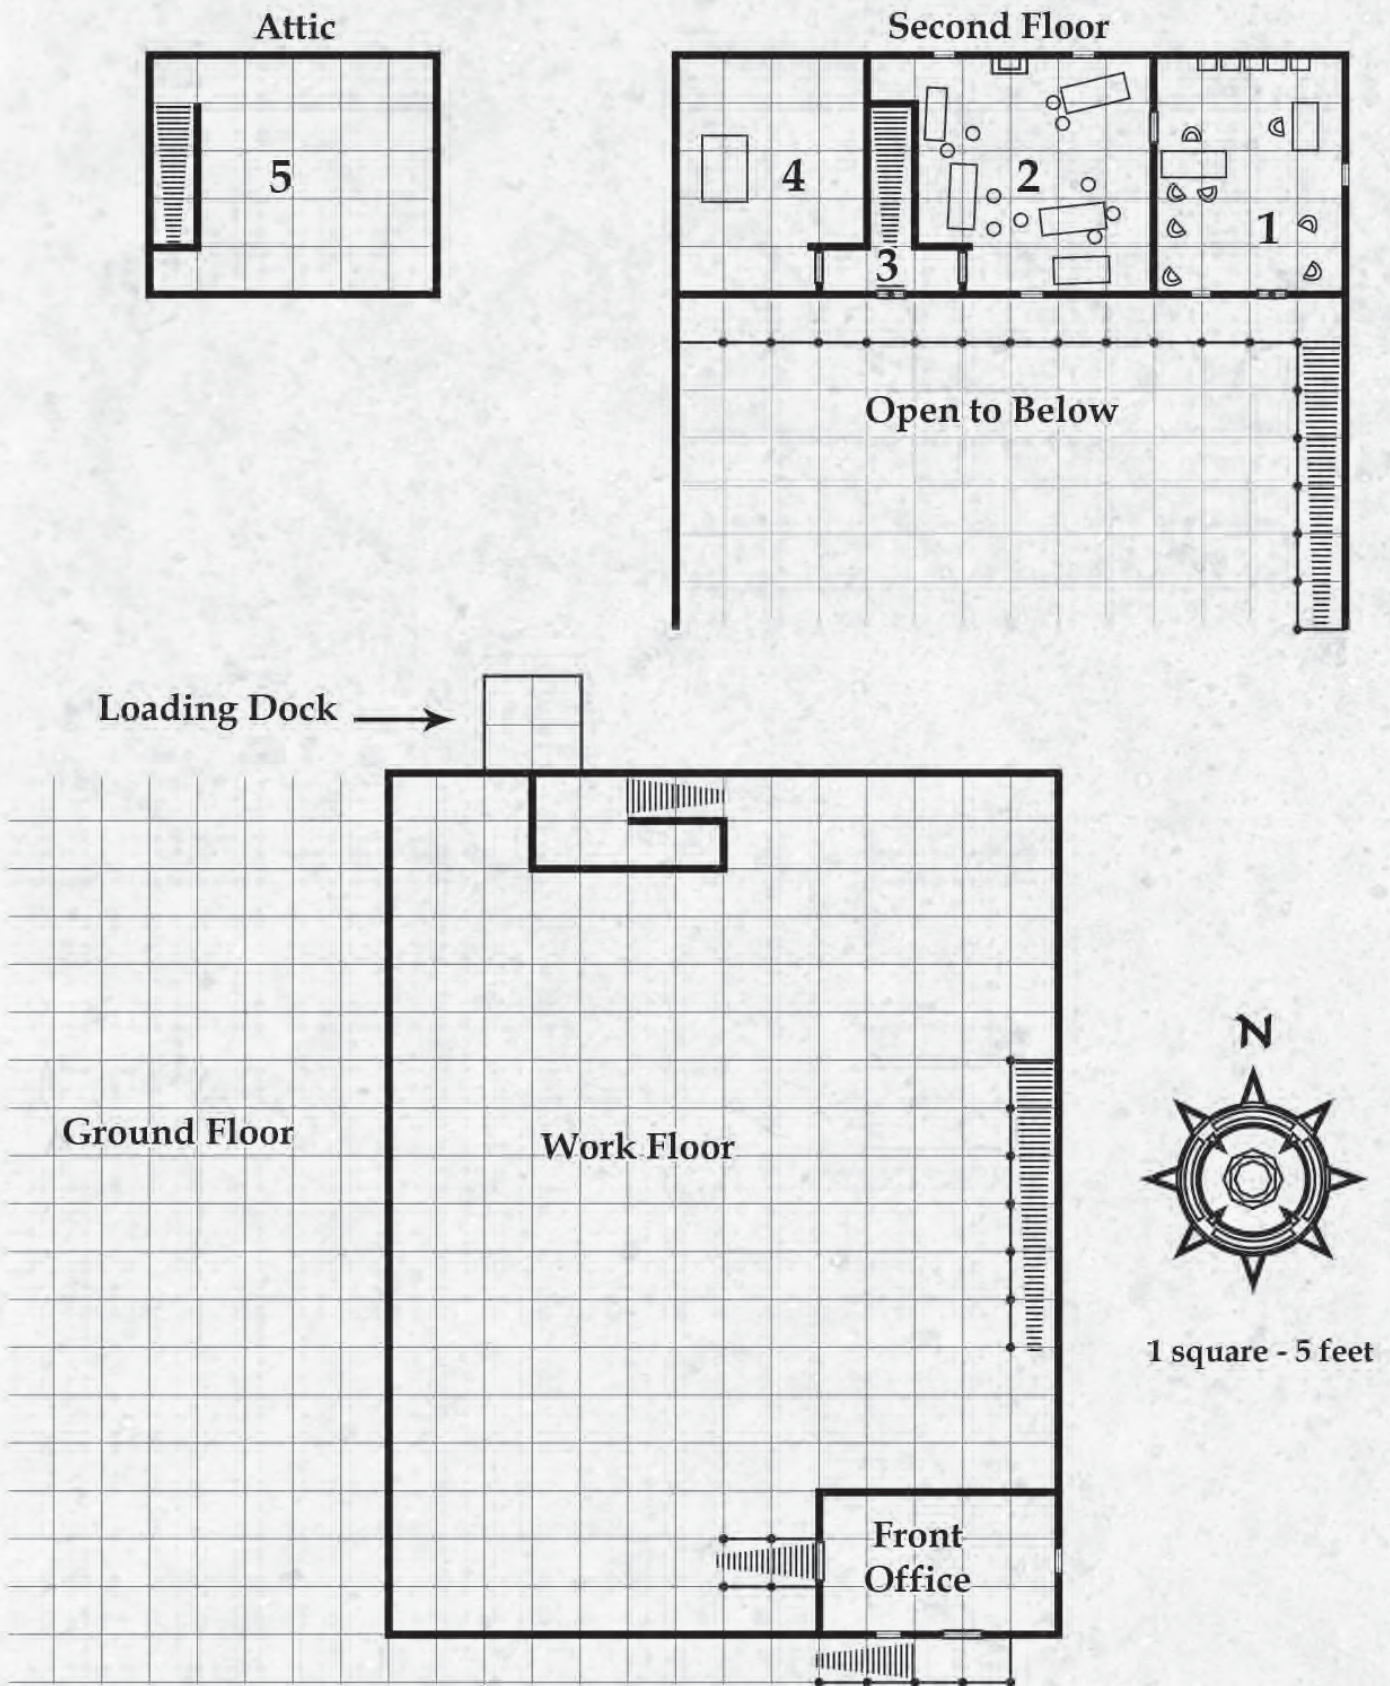 Attic
Second Floor
5
4
2
1
3
Open to Below
Loading Dock
N
Ground Floor
Work Floor
1 square - 5 feet
Front
Office